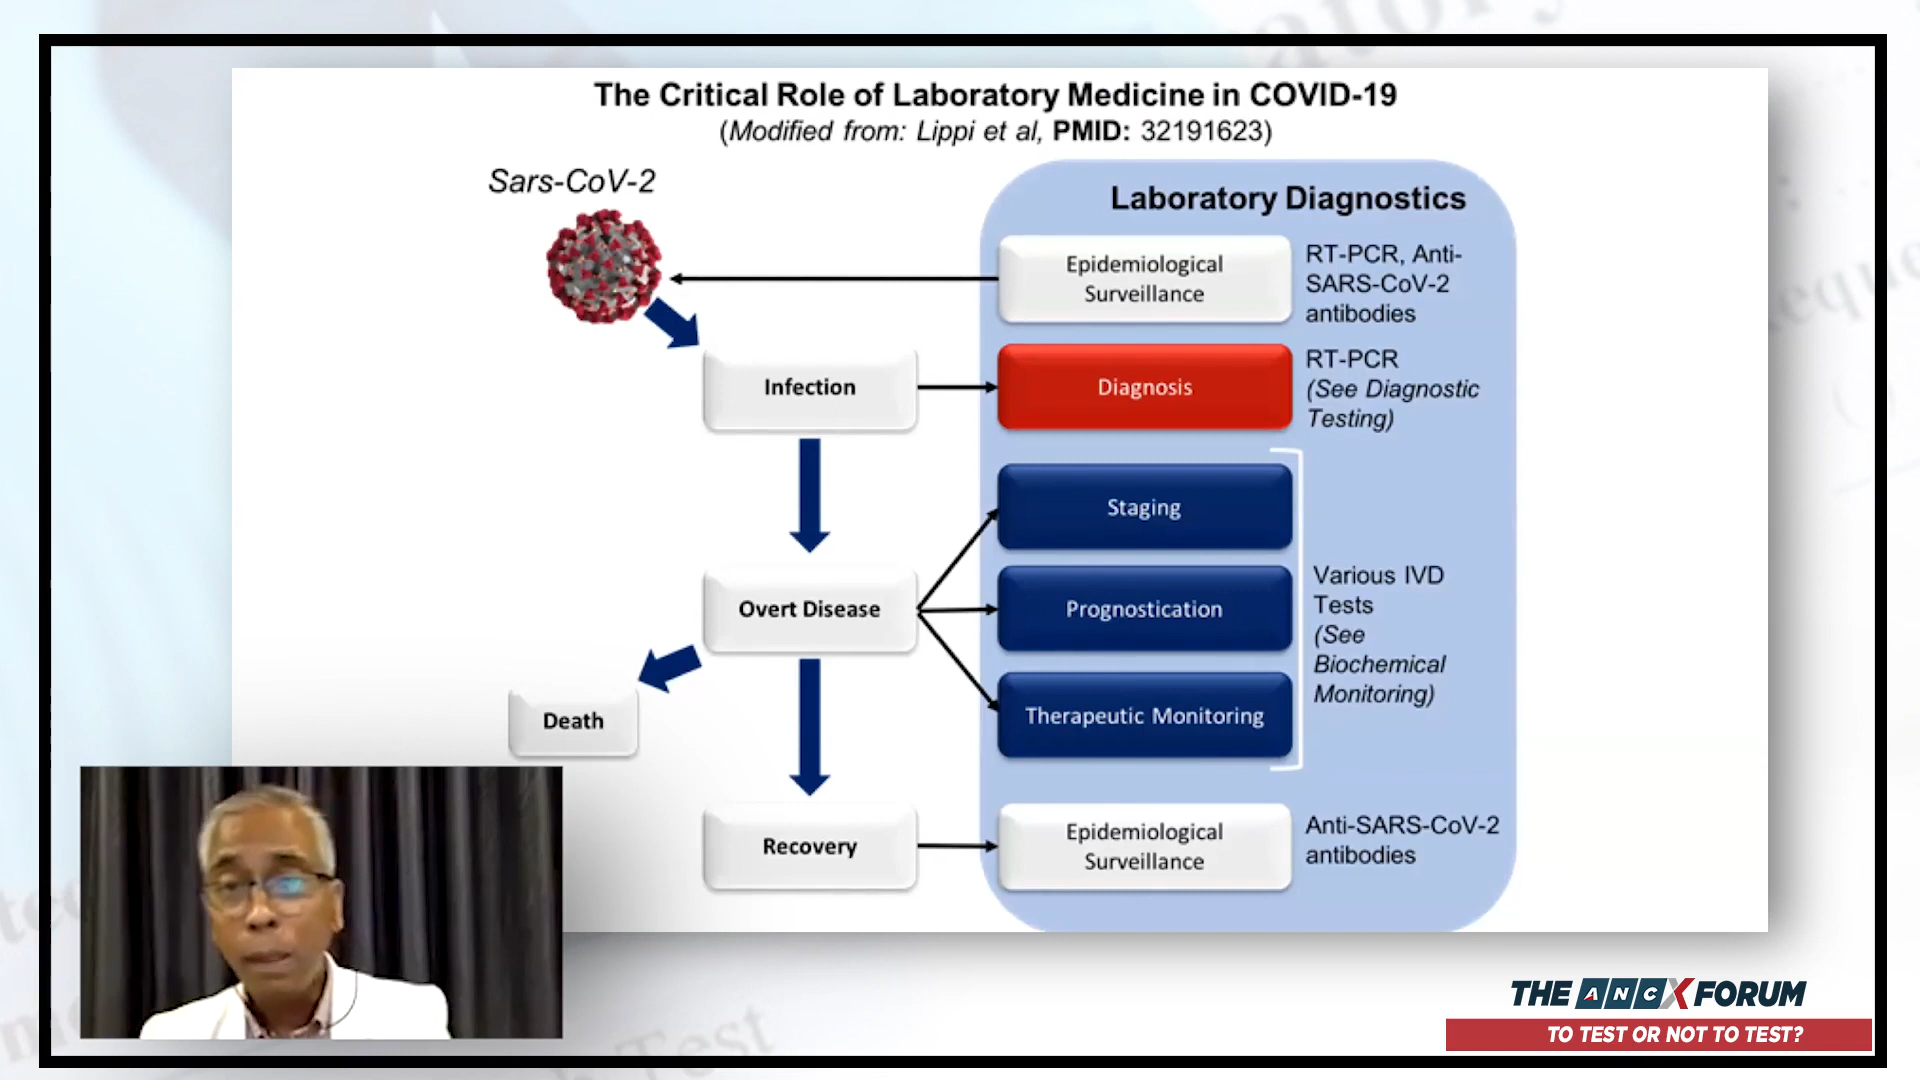 The Critical Role of Laboratory Medicine in COVID-19
(Modified from: Lippi et al, PMID: 32191623)
Sars-CoV-2
Laboratory Diagnostics
Epidemiological
Surveillance
RT-PCR, Anti-
SARS-CoV-2
antibodies
Infection
Diagnosis
RT-PCR
(See Diagnostic
Testing)
Staging
Overt Disease
Prognostication
Various IVD
Tests
(See
Biochemical
Monitoring)
Therapeutic Monitoring
Death
Recovery
Epidemiological
Surveillance
Anti-SARS-CoV-2
antibodies
THE ANCX FORUM
TO TEST OR NOT TO TEST?
Test